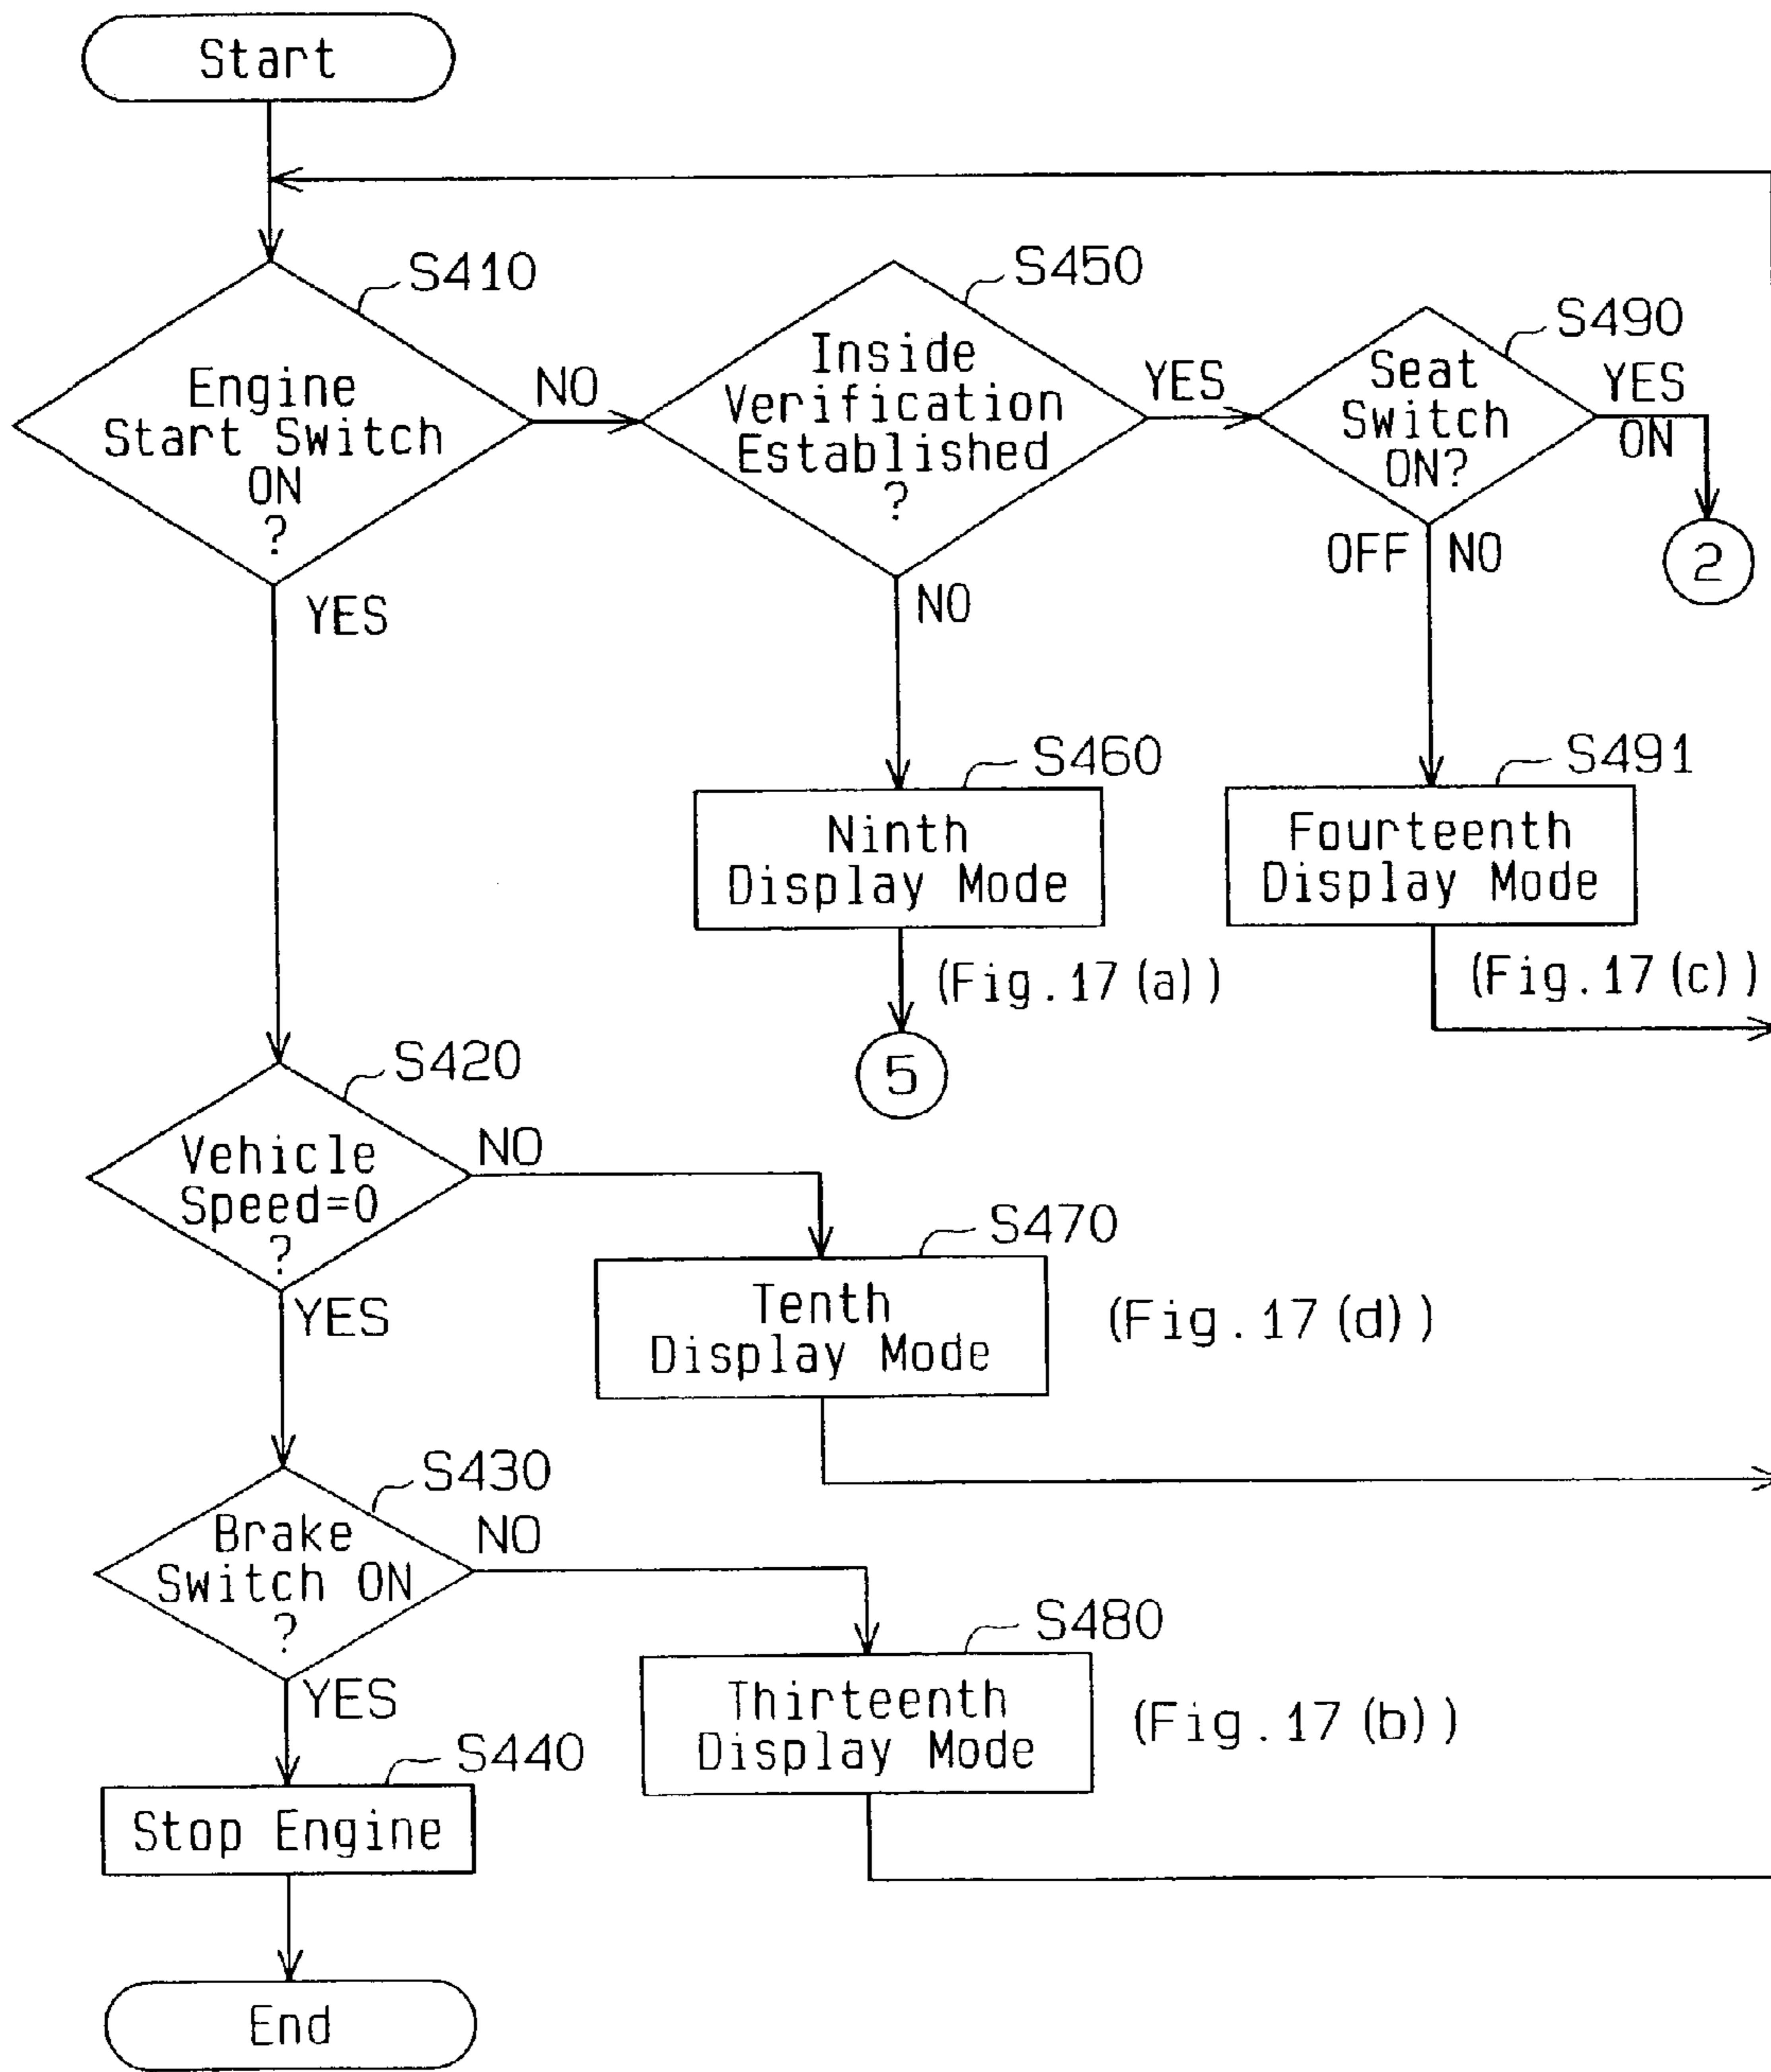 Start
S410
Engine
Start Switch
ON
?
NO
YES
S450
Inside
Verification
Established
?
YES
NO
S490
Seat
Switch
ON?
YES
ON
2
OFF NO
S460
Ninth
Display Mode
(Fig.17(a))
5
S491
Fourteenth
Display Mode
(Fig.17(c))
S420
Vehicle
Speed=0
?
NO
YES
S470
Tenth
Display Mode
(Fig.17(d))
S430
Brake
Switch ON
?
NO
YES
S480
Thirteenth
Display Mode
(Fig.17(b))
S440
Stop Engine
End